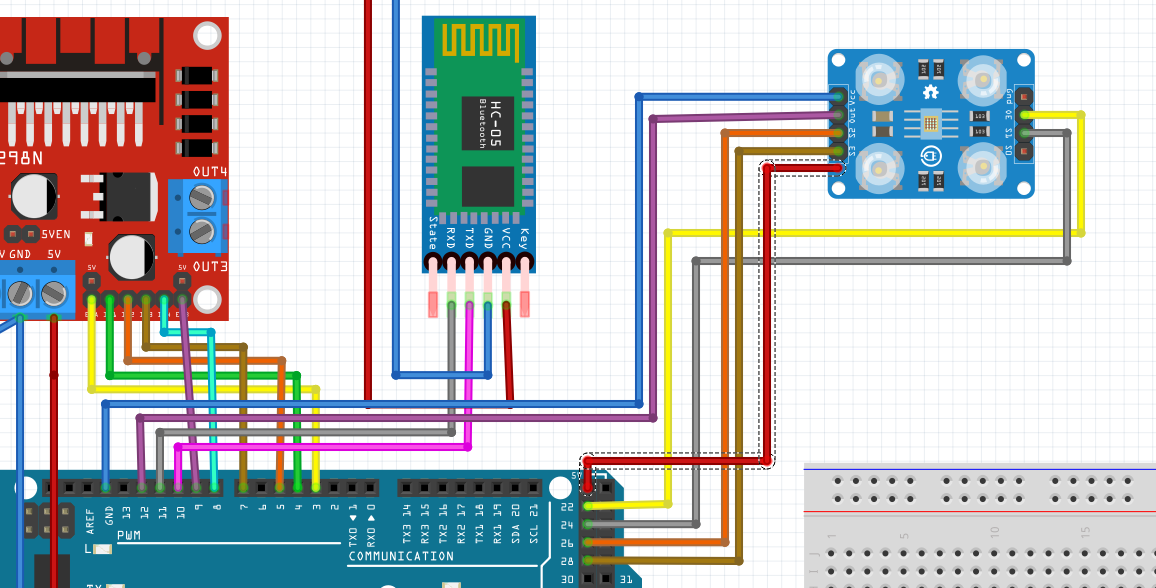 298N
OUT4
5VEN
GND
5V
OUT3
5V
5V
HC-05
Bluetooth
State
RXD
TXD
GND
VCC
Key
Vcc
Out
S2
S3
Gnd
103
103
AREF
GND
13
12
11
10
9
8
7
6
5
4
3
2
TX0 ◄ 1
RX0 ► 0
TX3 14
RX3 15
TX2 16
RX2 17
TX1 18
RX1 19
SDA 20
SCL 21
PWM
L
COMMUNICATION
22
24
26
28
30
31
1
5
10
15
J
I